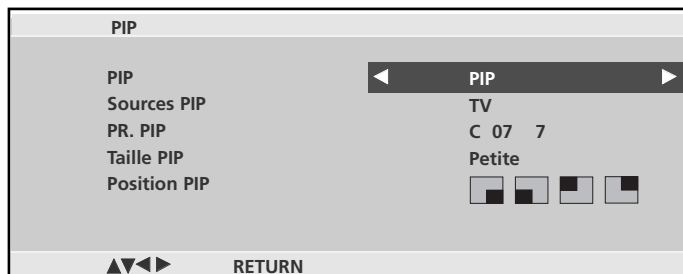 PIP
PIP ◀ PIP ▶
Sources PIP TV
PR. PIP C 07 7
Taille PIP Petite
Position PIP
▲▼◀ ▶ RETURN